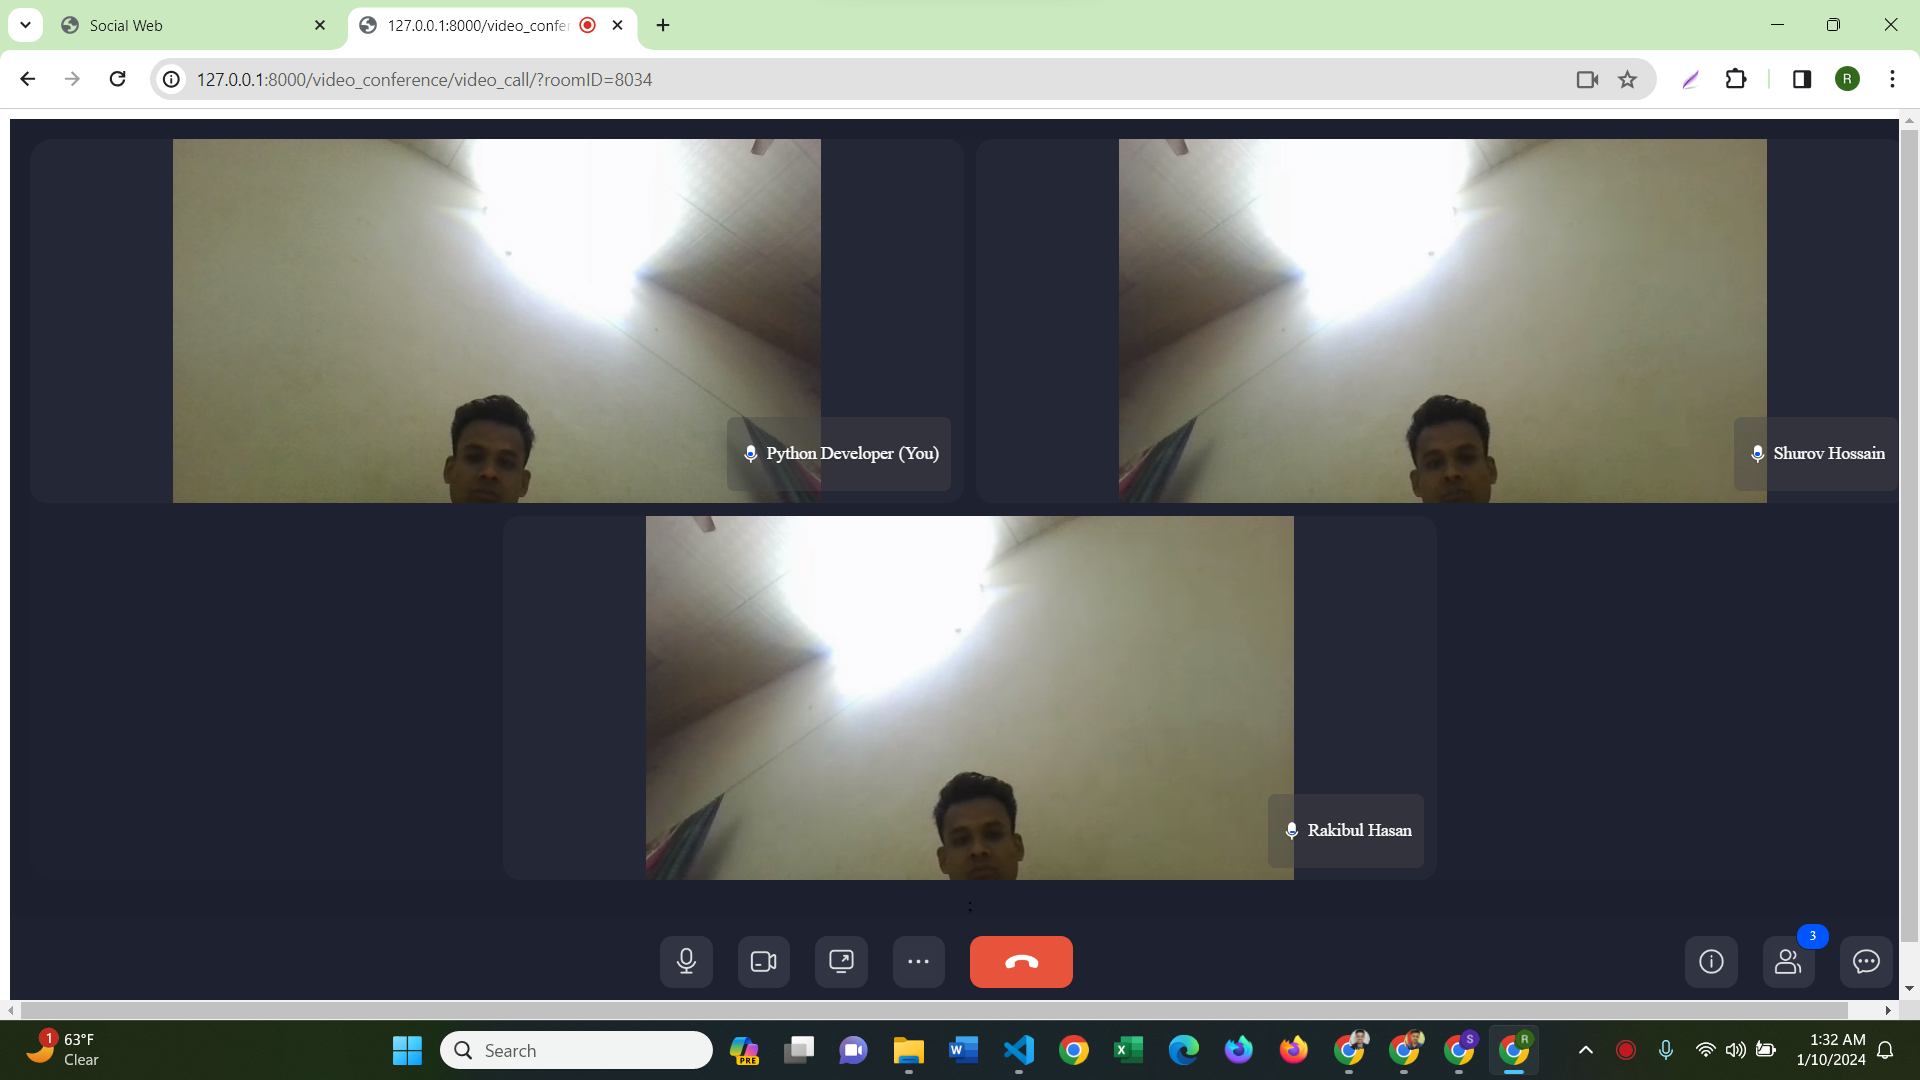 Social Web
127.0.0.1:8000/video_confer
127.0.0.1:8000/video_conference/video_call/?roomID=8034
R
Python Developer (You)
Shurov Hossain
Rakibul Hasan
;
3
1
63°F
Clear
Search
PRE
W
X
S
R
1:32 AM
1/10/2024